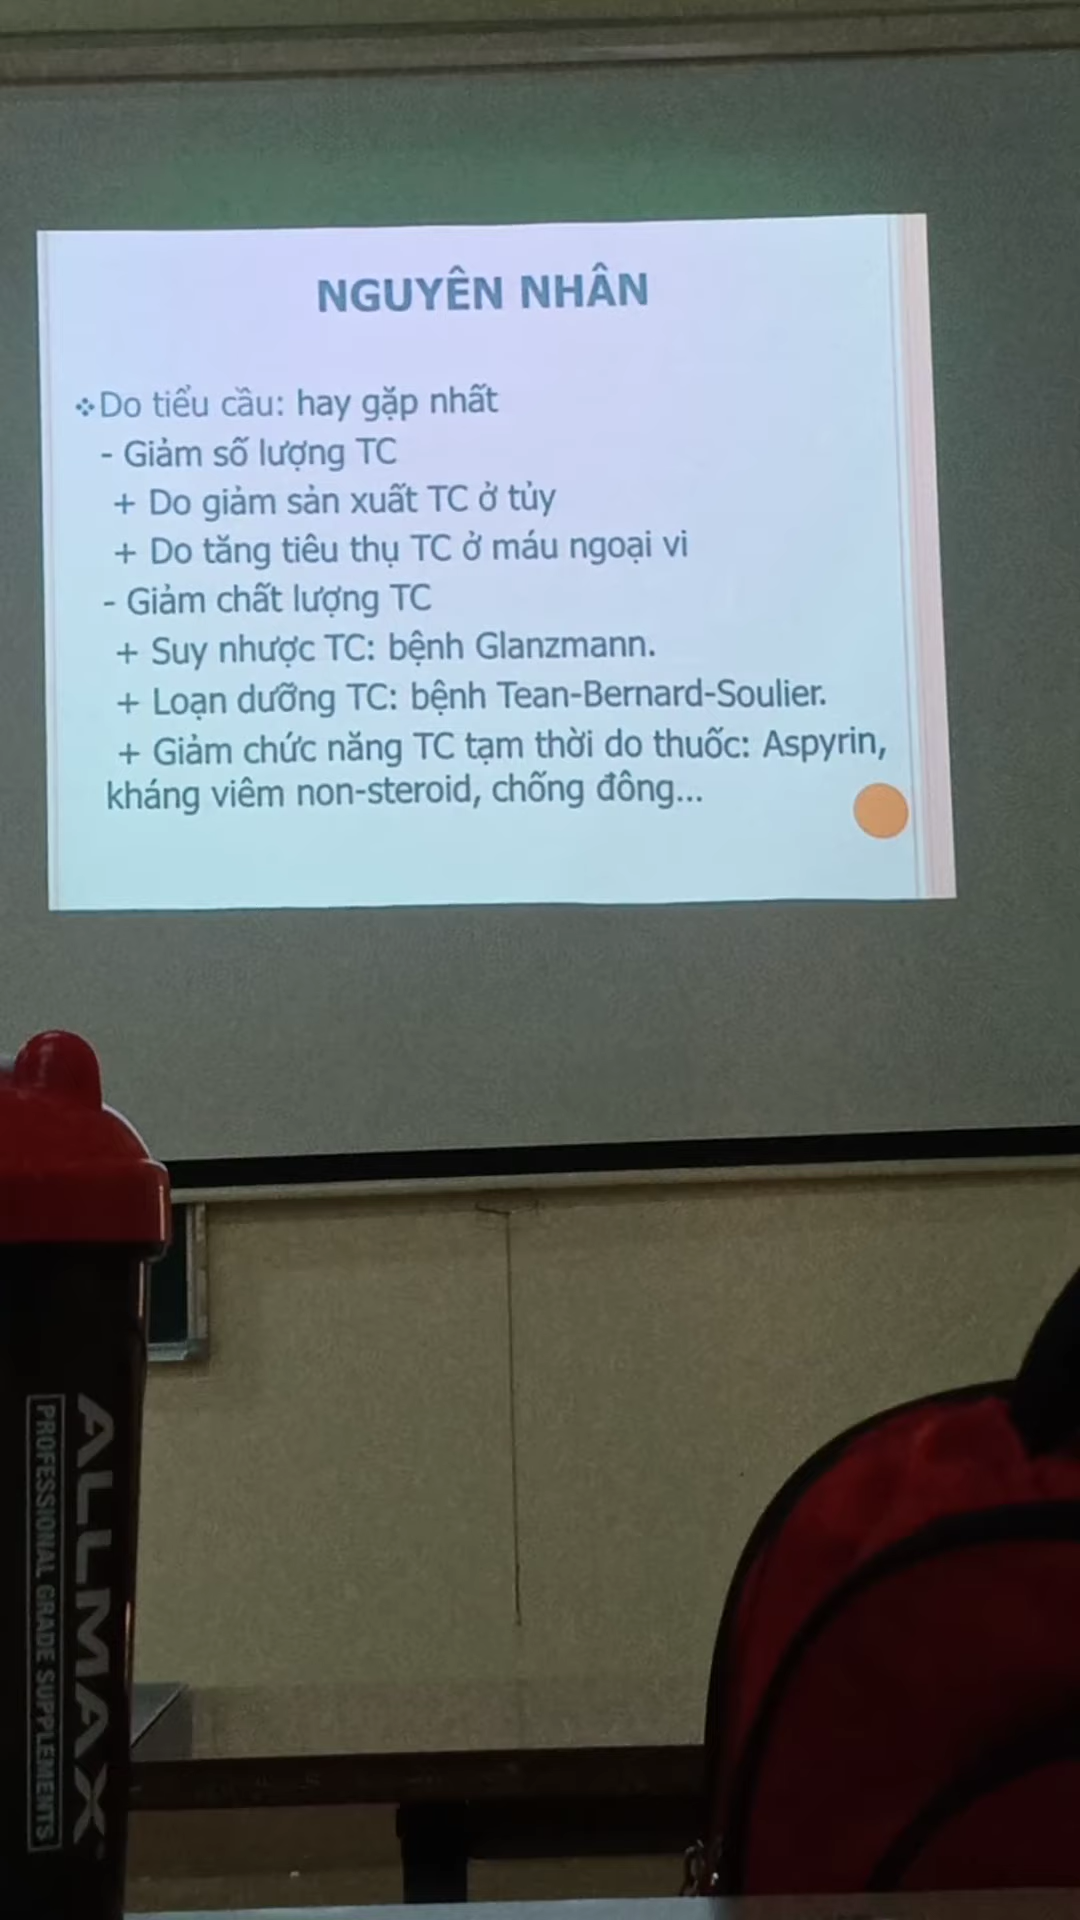 NGUYÊN NHÂN
❖Do tiểu cầu: hay gặp nhất
- Giảm số lượng TC
+ Do giảm sản xuất TC ở tủy
+ Do tăng tiêu thụ TC ở máu ngoại vi
- Giảm chất lượng TC
+ Suy nhược TC: bệnh Glanzmann.
+ Loạn dưỡng TC: bệnh Tean-Bernard-Soulier.
+ Giảm chức năng TC tạm thời do thuốc: Aspyrin,
kháng viêm non-steroid, chống đông...
ALLMAX
PROFESSIONAL GRADE SUPPLEMENTS